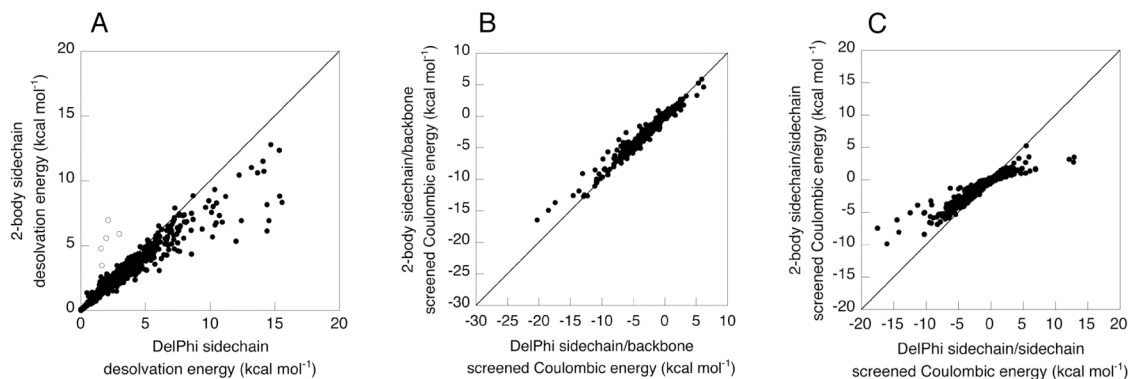 A
2-body sidechain
desolvation energy (kcal mol-1)
20
15
10
5
0
0 5 10 15 20
DelPhi sidechain
desolvation energy (kcal mol-1)
B
2-body sidechain/backbone
screened Coulombic energy (kcal mol-1)
10
5
0
-5
-10
-15
-20
-25
-30
-30 -25 -20 -15 -10 -5 0 5 10
DelPhi sidechain/backbone
screened Coulombic energy (kcal mol-1)
C
2-body sidechain/sidechain
screened Coulombic energy (kcal mol -1)
20
15
10
5
0
-5
-10
-15
-20
-20 -15 -10 -5 0 5 10 15 20
DelPhi sidechain/sidechain
screened Coulombic energy (kcal mol-1)